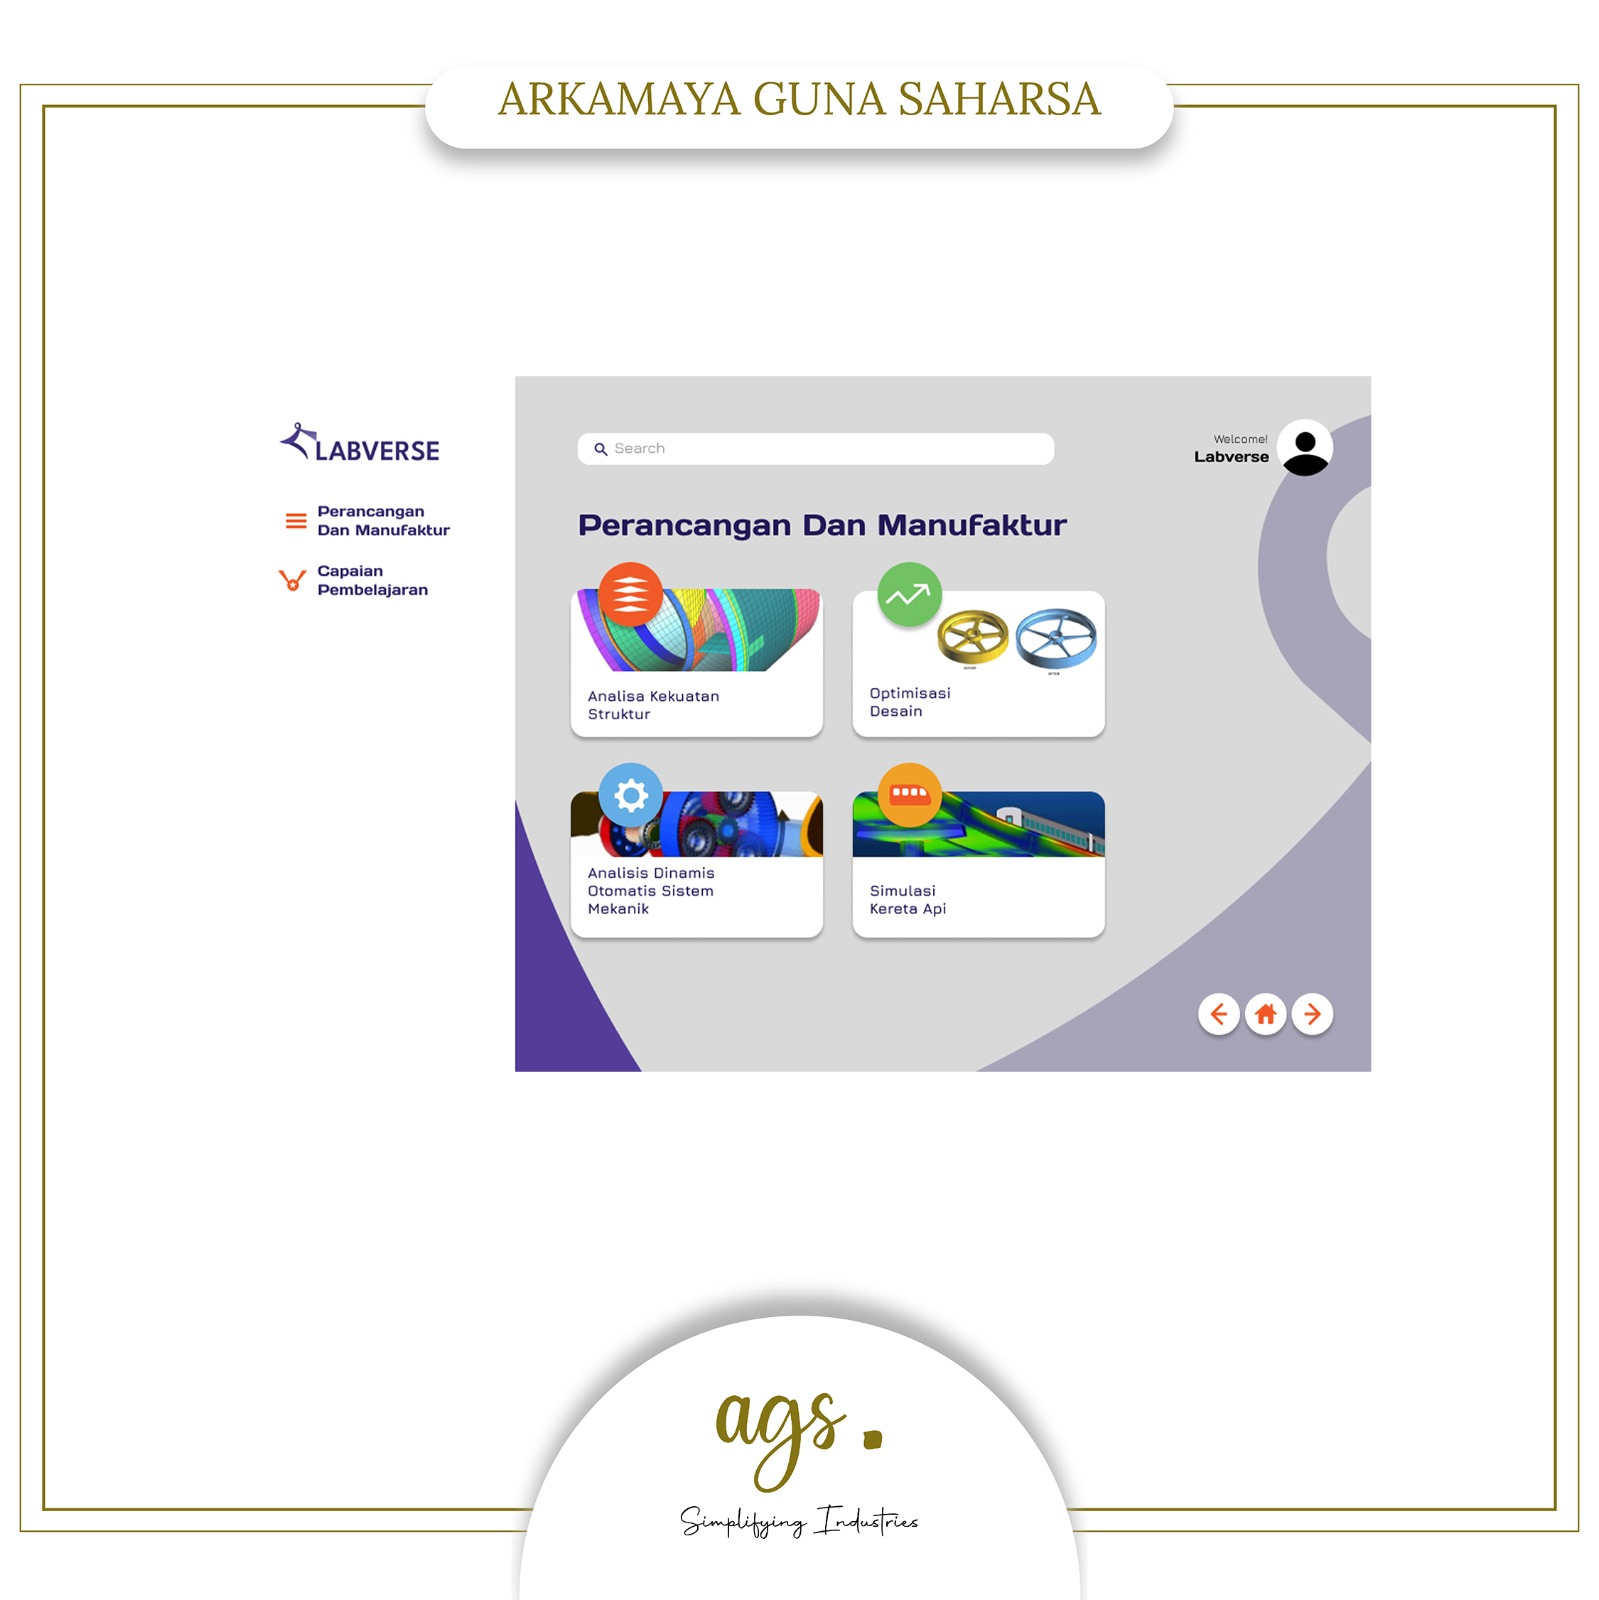 ARKAMAYA GUNA SAHARSA
LABVERSE
Perancangan
Dan Manufaktur
Capaian
Pembelajaran
Search
Welcome!
Labverse
Perancangan Dan Manufaktur
Analisa Kekuatan
Struktur
Optimisasi
Desain
Analisis Dinamis
Otomatis Sistem
Mekanik
Simulasi
Kereta Api
ags.
Simplifying Industries